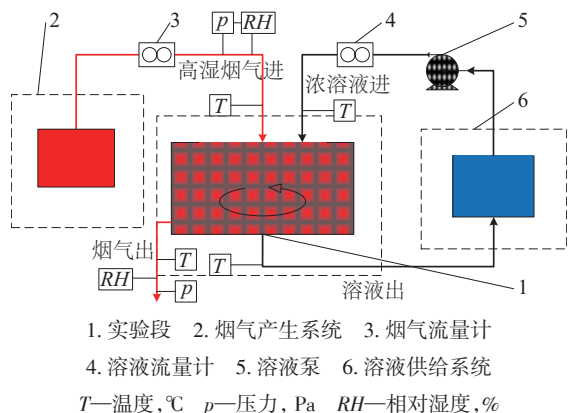 2
3
p
RH
4
5
高湿烟气进
浓溶液进
6
T
T
烟气出
T
T
RH
p
溶液出
1
1. 实验段 2. 烟气产生系统 3. 烟气流量计
4. 溶液流量计 5. 溶液泵 6. 溶液供给系统
T—温度,℃ p—压力, Pa RH—相对湿度,%